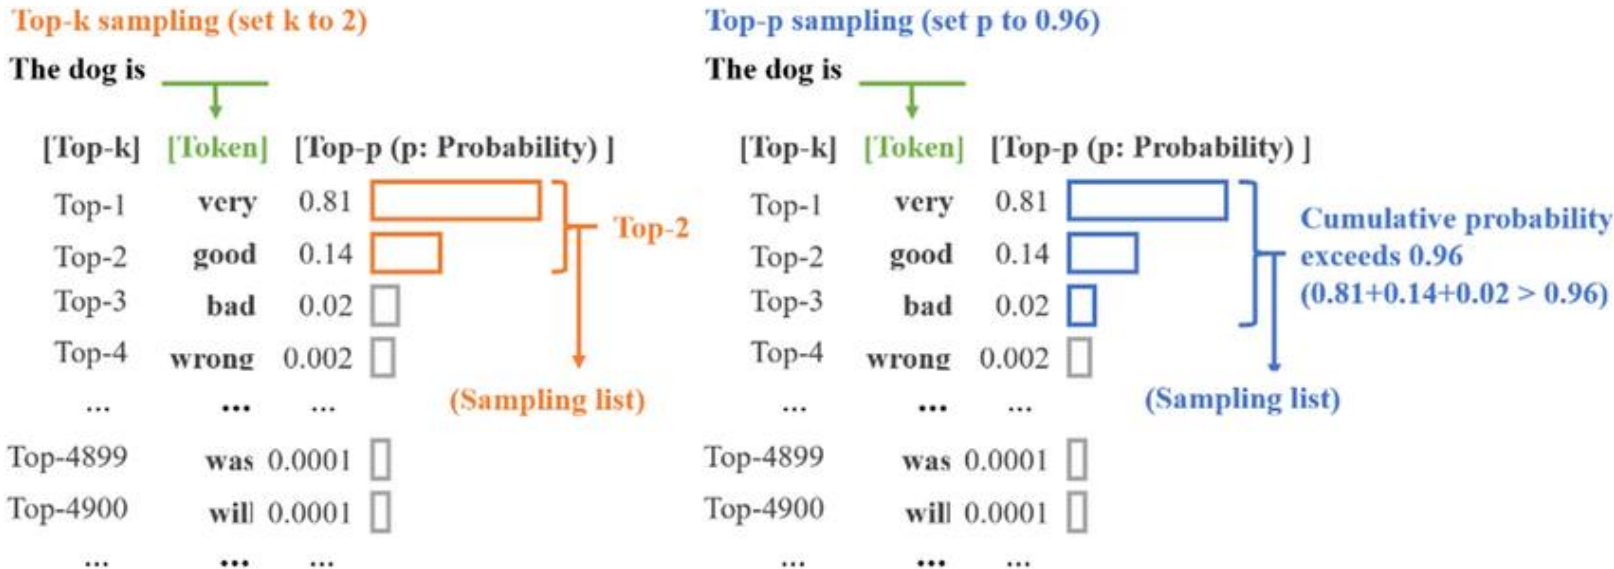 Top-k sampling (set k to 2)
The dog is
[Top-k] [Token] [Top-p (p: Probability) ]
Top-1 very 0.81
Top-2 good 0.14
Top-3 bad 0.02
Top-4 wrong 0.002
... ... ...
Top-4899 was 0.0001
Top-4900 will 0.0001
... ... ...
Top-2
(Sampling list)
Top-p sampling (set p to 0.96)
The dog is
[Top-k] [Token] [Top-p (p: Probability) ]
Top-1 very 0.81
Top-2 good 0.14
Top-3 bad 0.02
Top-4 wrong 0.002
... ... ...
Top-4899 was 0.0001
Top-4900 will 0.0001
... ... ...
Cumulative probability
exceeds 0.96
(0.81+0.14+0.02 > 0.96)
(Sampling list)